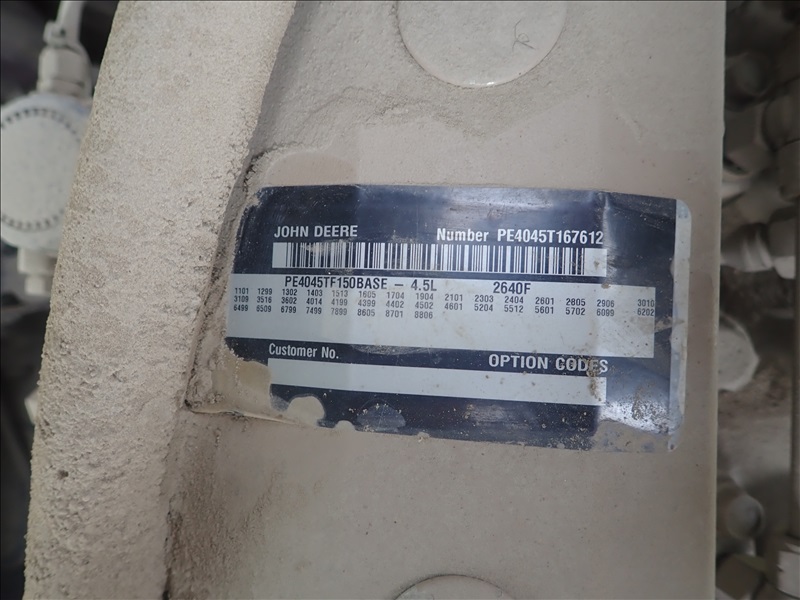 JOHN DEERE Number PE4045T167612
PE4045TF150BASE - 4.5L 2640F
1101 1299 1302 1403 1513 1605 1704 1904 2101 2303 2404 2601 2805 2906 3010
3109 3516 3602 4014 4199 4399 4402 4502 4601 5204 5512 5601 5702 6099 6202
6499 6509 6799 7499 7899 8605 8701 8806
Customer No. OPTION CODES